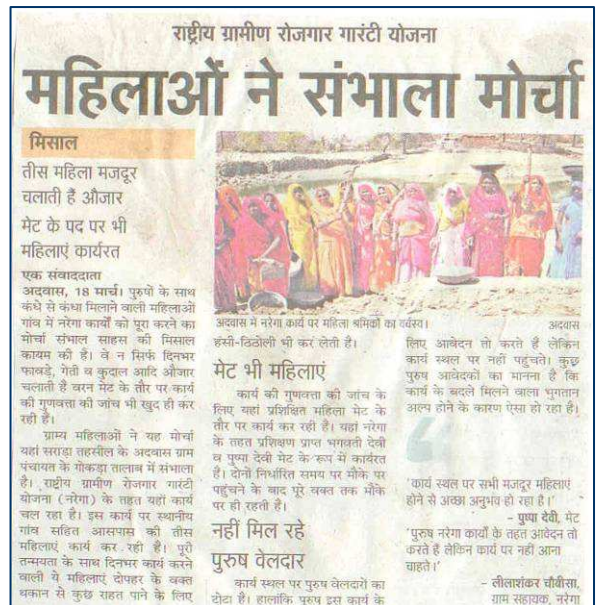 राष्ट्रीय ग्रामीण रोजगार गारंटी योजना
महिलाओं ने संभाला मोर्चा
मिसाल
तीस महिला मजदूर
चलाती हैं औजार
मेट के पद पर भी
महिलाएं कार्यरत
एक संवाददाता
अदवास, 18 मार्च। पुरुषों के साथ
कंधे से कंधा मिलाने वाली महिलाओं
गांव में नरेगा कार्यों को पूरा करने का
मोर्चा संभाल साहस की मिसाल
कायम की हैं। वे न सिर्फ दिनभर
फावड़े, गेती व कुदाल आदि औजार
चलाती है वरन मेट के तौर पर कार्य
की गुणवत्ता की जांच भी खुद ही कर
रही हैं।
ग्राम्य महिलाओं ने यह मोर्चा
यहां सराड़ा तहसील के अदवास ग्राम
पंचायत के गोकड़ा तालाब में संभाला
है। राष्ट्रीय ग्रामीण रोजगार गारंटी
योजना (नरेगा) के तहत यहां कार्य
चल रहा है। इस कार्य पर स्थानीय
गांव सहित आसपास की तीस
महिलाएं कार्य कर रही है। पूरी
तन्मयता के साथ दिनभर कार्य करने
वाली ये महिलाएं दोपहर के वक्त
थकान से कुछ राहत पाने के लिए
अदवास में नरेगा कार्य पर महिला श्रमिकों का वर्चस्व।
अदवास
हंसी-ठिठोली भी कर लेती है।
मेट भी महिलाएं
कार्य की गुणवत्ता की जांच के
लिए यहां प्रशिक्षित महिला मेट के
तौर पर कार्य कर रही है। यहां नरेगा
के तहत प्रशिक्षण प्राप्त भगवती देवी
व पुष्पा देवी मेट के रूप में कार्यरत
है। दोनों निर्धारित समय पर मौके पर
पहुंचने के बाद पूरे वक्त तक मौके
पर ही रहती है।
नहीं मिल रहे
पुरुष वेलदार
कार्य स्थल पर पुरुष वेलदारों का
टोटा है। हालांकि पुरुष इस कार्य के
लिए आवेदन तो करते हैं लेकिन
कार्य स्थल पर नहीं पहुंचते। कुछ
पुरुष आवेदकों का मानना है कि
कार्य के बदले मिलने वाला भुगतान
अल्प होने के कारण ऐसा हो रहा है।
'कार्य स्थल पर सभी मजदूर महिलाएं
होने से अच्छा अनुभव हो रहा है।'
- पुष्पा देवी, मेट
'पुरुष नरेगा कार्यों के तहत आवेदन तो
करते है लेकिन कार्य पर नहीं आना
चाहते।'
- लीलाशंकर चौबीसा,
ग्राम सहायक, नरेगा